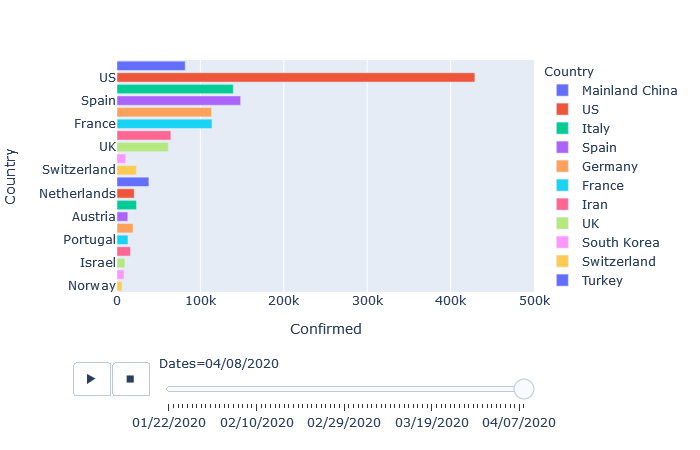 Country
US
Spain
France
UK
Switzerland
Netherlands
Austria
Portugal
Israel
Norway
0 100k 200k 300k 400k 500k
Confirmed
Country
Mainland China
US
Italy
Spain
Germany
France
Iran
UK
South Korea
Switzerland
Turkey
Dates=04/08/2020
01/22/2020 02/10/2020 02/29/2020 03/19/2020 04/07/2020